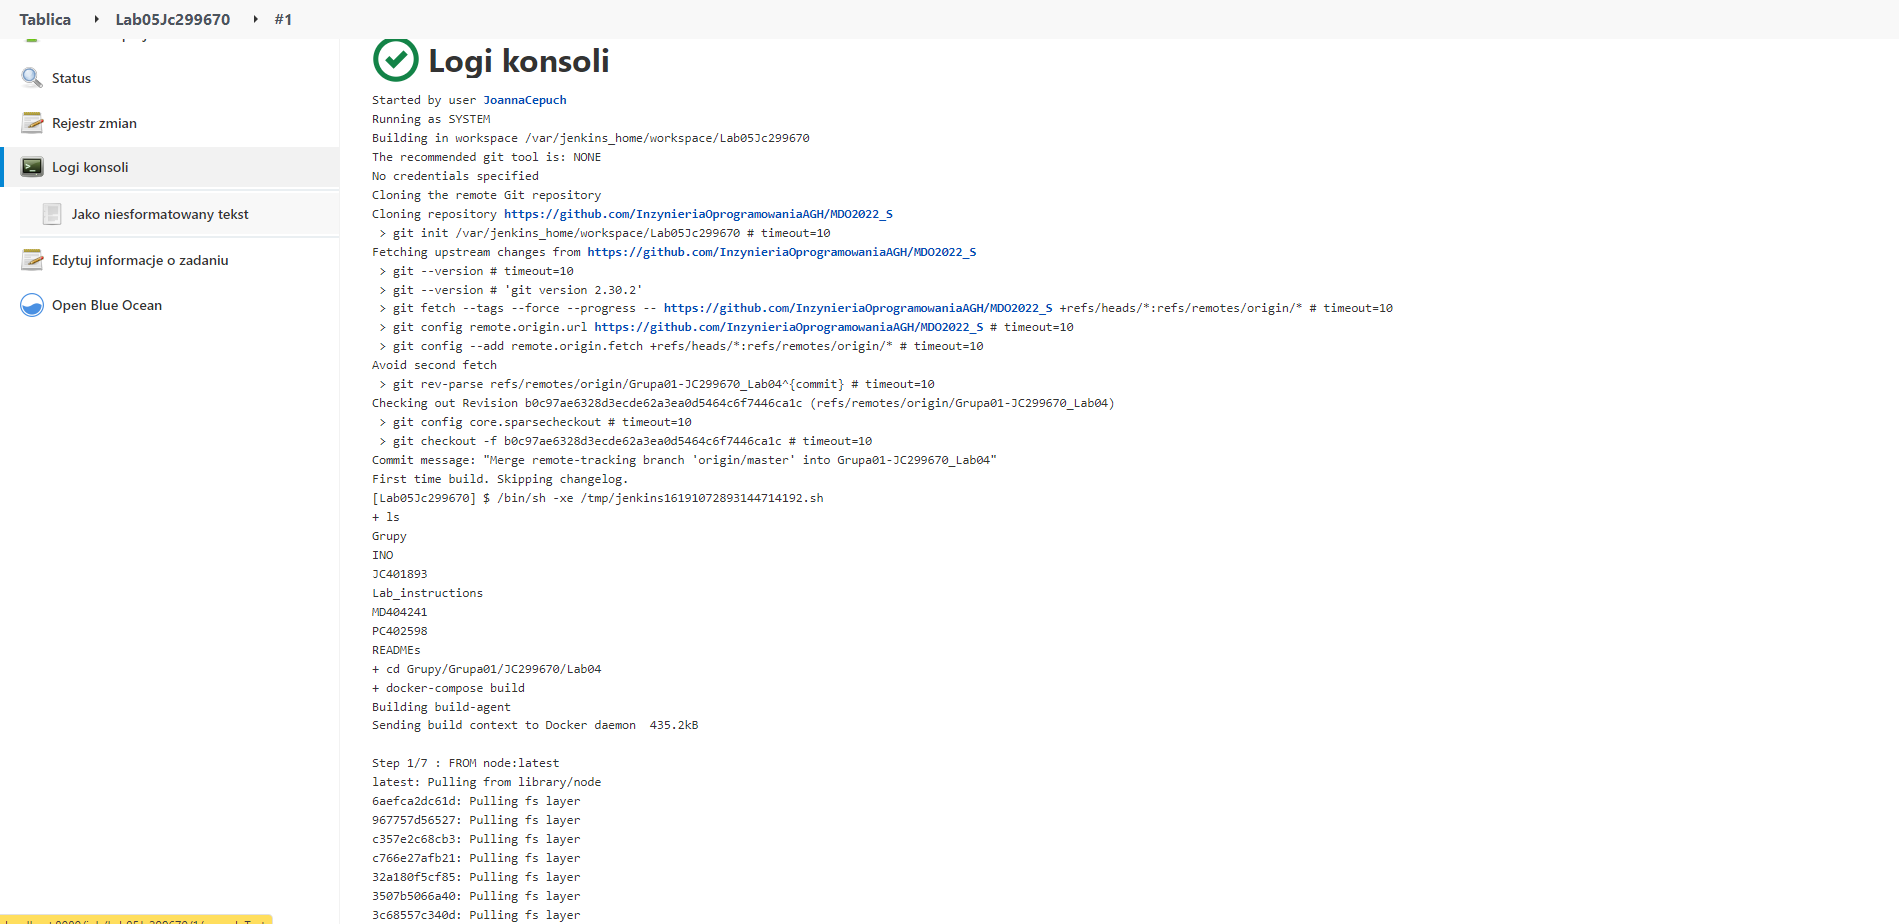 Tablica ‣ Lab05Jc299670 ‣ #1
Status
Rejestr zmian
Logi konsoli
Jako niesformatowany tekst
Edytuj informacje o zadaniu
Open Blue Ocean
Logi konsoli
Started by user JoannaCepuch
Running as SYSTEM
Building in workspace /var/jenkins_home/workspace/Lab05Jc299670
The recommended git tool is: NONE
No credentials specified
Cloning the remote Git repository
Cloning repository https://github.com/InzynieriaOprogramowaniaAGH/MDO2022_S
 > git init /var/jenkins_home/workspace/Lab05Jc299670 # timeout=10
Fetching upstream changes from https://github.com/InzynieriaOprogramowaniaAGH/MDO2022_S
 > git --version # timeout=10
 > git --version # 'git version 2.30.2'
 > git fetch --tags --force --progress -- https://github.com/InzynieriaOprogramowaniaAGH/MDO2022_S +refs/heads/*:refs/remotes/origin/* # timeout=10
 > git config remote.origin.url https://github.com/InzynieriaOprogramowaniaAGH/MDO2022_S # timeout=10
 > git config --add remote.origin.fetch +refs/heads/*:refs/remotes/origin/* # timeout=10
Avoid second fetch
 > git rev-parse refs/remotes/origin/Grupa01-JC299670_Lab04^{commit} # timeout=10
Checking out Revision b0c97ae6328d3ecde62a3ea0d5464c6f7446ca1c (refs/remotes/origin/Grupa01-JC299670_Lab04)
 > git config core.sparsecheckout # timeout=10
 > git checkout -f b0c97ae6328d3ecde62a3ea0d5464c6f7446ca1c # timeout=10
Commit message: "Merge remote-tracking branch 'origin/master' into Grupa01-JC299670_Lab04"
First time build. Skipping changelog.
[Lab05Jc299670] $ /bin/sh -xe /tmp/jenkins16191072893144714192.sh
+ ls
Grupy
INO
JC401893
Lab_instructions
MD404241
PC402598
READMEs
+ cd Grupy/Grupa01/JC299670/Lab04
+ docker-compose build
Building build-agent
Sending build context to Docker daemon  435.2kB
Step 1/7 : FROM node:latest
latest: Pulling from library/node
6aefca2dc61d: Pulling fs layer
967757d56527: Pulling fs layer
c357e2c68cb3: Pulling fs layer
c766e27afb21: Pulling fs layer
32a180f5cf85: Pulling fs layer
3507b5066a40: Pulling fs layer
3c68557c340d: Pulling fs layer